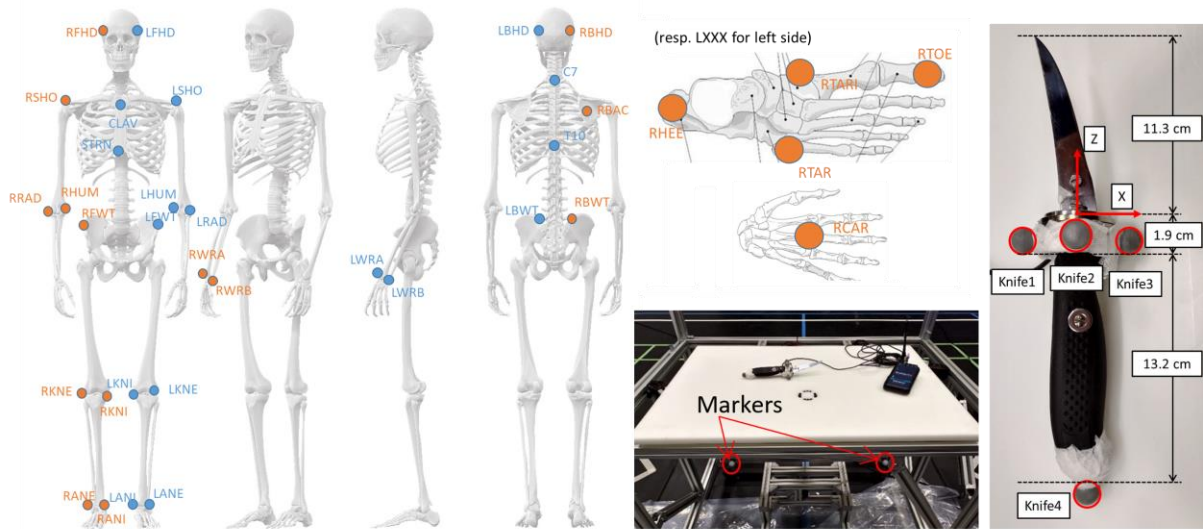 RFHD
LFHD
RSHO
LSHO
CLAV
STRN
RRAD
RHUM
RFWT
LHUM
LFWT
LRAD
RWRA
RWRB
LWRA
LWRB
RKNE
RKNI
LKNI
LKNE
RANE
RANI
LANI
LANE
LBHD
RBHD
C7
RBAC
T10
LBWT
RBWT
(resp. LXXX for left side)
RTOE
RTARI
RHEE
RTAR
RCAR
Markers
Z
X
11.3 cm
1.9 cm
13.2 cm
Knife1
Knife2
Knife3
Knife4